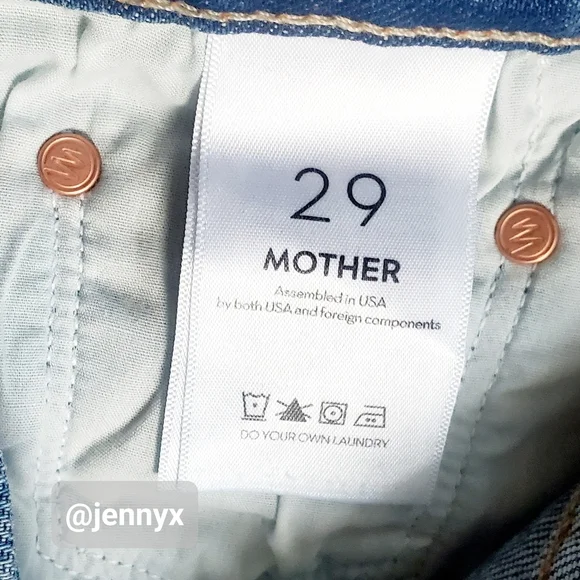 29
MOTHER
Assembled in USA
by both USA and foreign components
DO YOUR OWN LAUNDRY
@jennyx